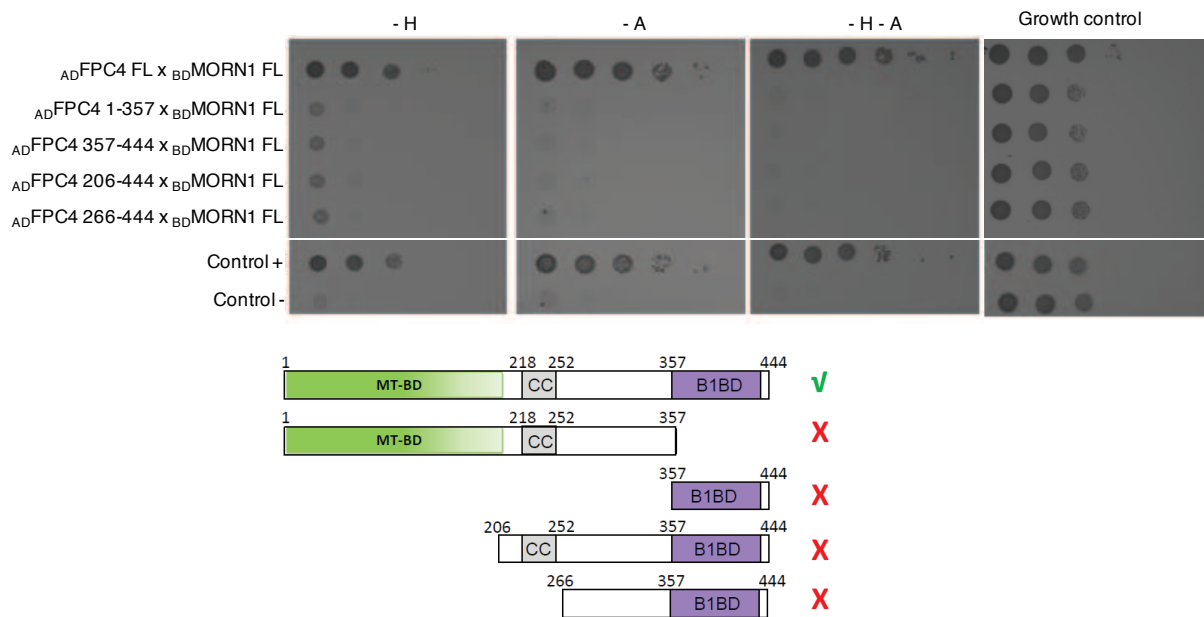 - H - A - H - A Growth control
ADFPC4 FL x BDMORN1 FL
ADFPC4 1-357 x BDMORN1 FL
ADFPC4 357-444 x BDMORN1 FL
ADFPC4 206-444 x BDMORN1 FL
ADFPC4 266-444 x BDMORN1 FL
Control +
Control -
1 218 252 357 444
MT-BD CC B1BD √
1 218 252 357
MT-BD CC X
357 444
B1BD X
206 252 357 444
CC B1BD X
266 357 444
B1BD X